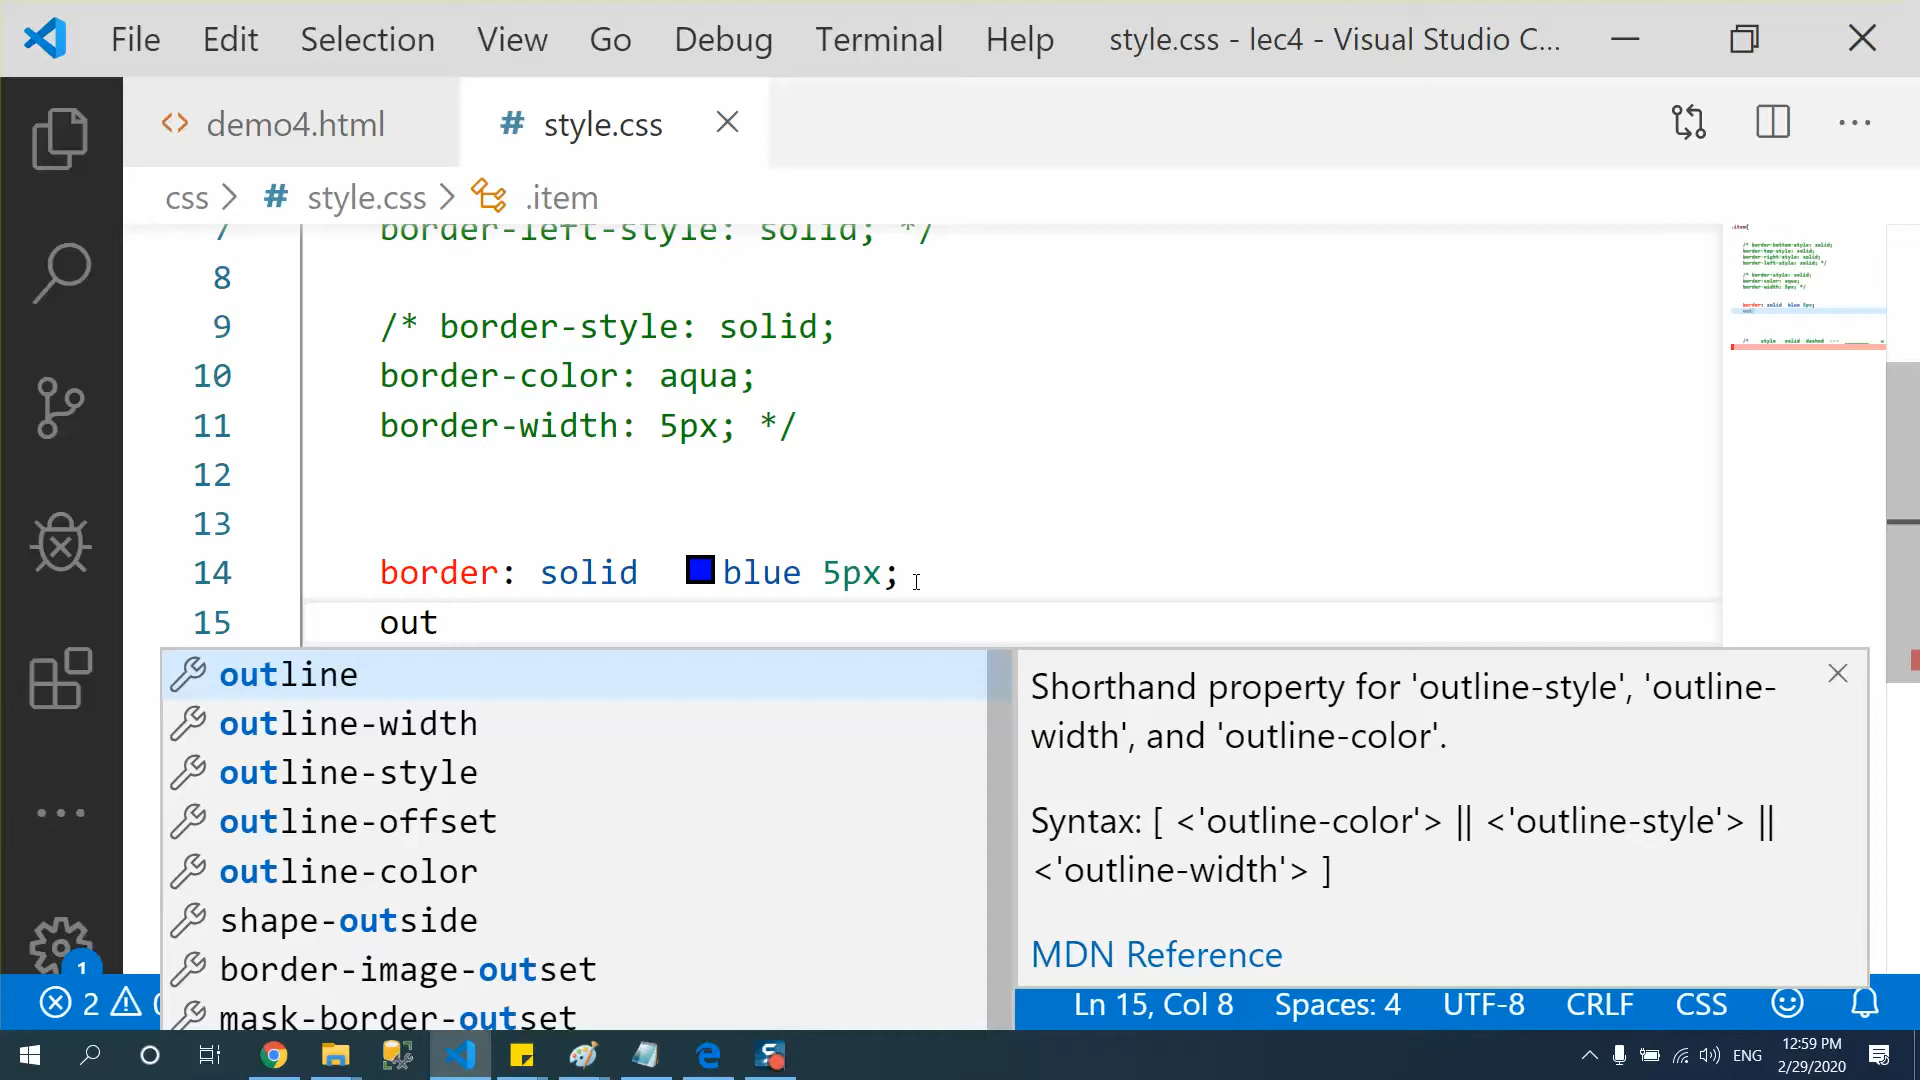 File Edit Selection View Go Debug Terminal Help style.css - lec4 - Visual Studio C...
demo4.html # style.css
css > # style.css > .item
7 border-left-style: solid; */
8
9 /* border-style: solid;
10 border-color: aqua;
11 border-width: 5px; */
12
13
14 border: solid blue 5px;
15 out
outline
outline-width
outline-style
outline-offset
outline-color
shape-outside
border-image-outset
mask-border-outset
Shorthand property for 'outline-style', 'outline-
width', and 'outline-color'.
Syntax: [ <'outline-color'> || <'outline-style'> ||
<'outline-width'> ]
MDN Reference
1
2 0 Ln 15, Col 8 Spaces: 4 UTF-8 CRLF CSS
ENG 12:59 PM
2/29/2020